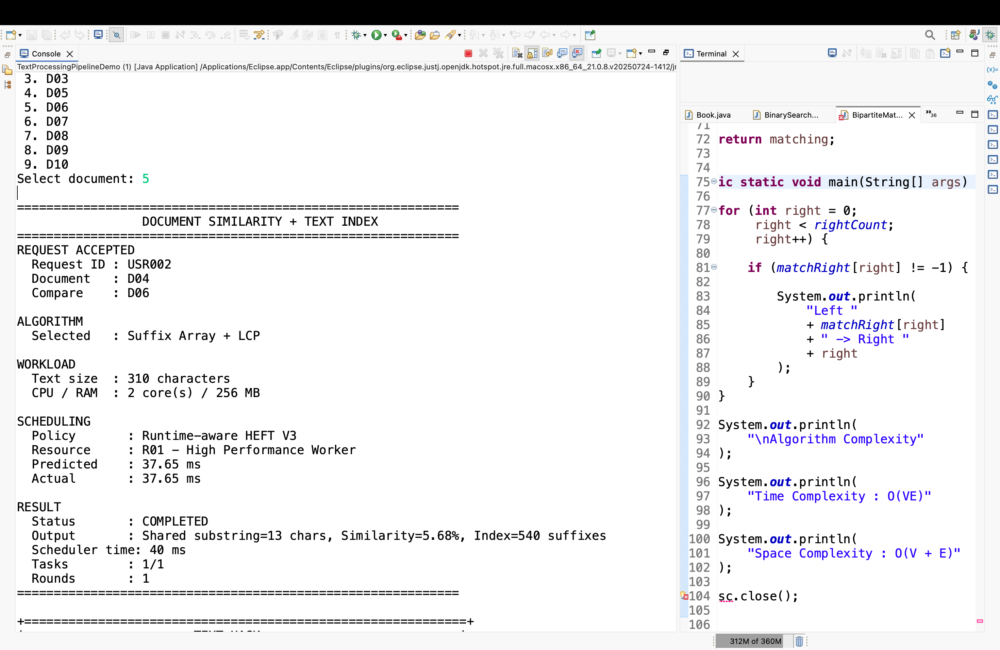 Console
TextProcessingPipelineDemo (1) [Java Application] /Applications/Eclipse.app/Contents/Eclipse/plugins/org.eclipse.justj.openjdk.hotspot.jre.full.macosx.x86_64_21.0.8.v20250724-1412/jr
3. D03
4. D05
5. D06
6. D07
7. D08
8. D09
9. D10
Select document: 5
============================================================
DOCUMENT SIMILARITY + TEXT INDEX
============================================================
REQUEST ACCEPTED
Request ID : USR002
Document : D04
Compare : D06
ALGORITHM
Selected : Suffix Array + LCP
WORKLOAD
Text size : 310 characters
CPU / RAM : 2 core(s) / 256 MB
SCHEDULING
Policy : Runtime-aware HEFT V3
Resource : R01 - High Performance Worker
Predicted : 37.65 ms
Actual : 37.65 ms
RESULT
Status : COMPLETED
Output : Shared substring=13 chars, Similarity=5.68%, Index=540 suffixes
Scheduler time: 40 ms
Tasks : 1/1
Rounds : 1
============================================================
+============================================================+
Terminal
(x)=
Book.java
BinarySearch...
BipartiteMat...
»36
71
72 return matching;
73
74
75 ic static void main(String[] args)
76
77 for (int right = 0;
78 right < rightCount;
79 right++) {
80
81 if (matchRight[right] != -1) {
82
83 System.out.println(
84 "Left "
85 + matchRight[right]
86 + " -> Right "
87 + right
88 );
89 }
90 }
91
92 System.out.println(
93 "\nAlgorithm Complexity"
94 );
95
96 System.out.println(
97 "Time Complexity : O(VE)"
98 );
99
100 System.out.println(
101 "Space Complexity : O(V + E)"
102 );
103
104 sc.close();
105
106
312M of 360M